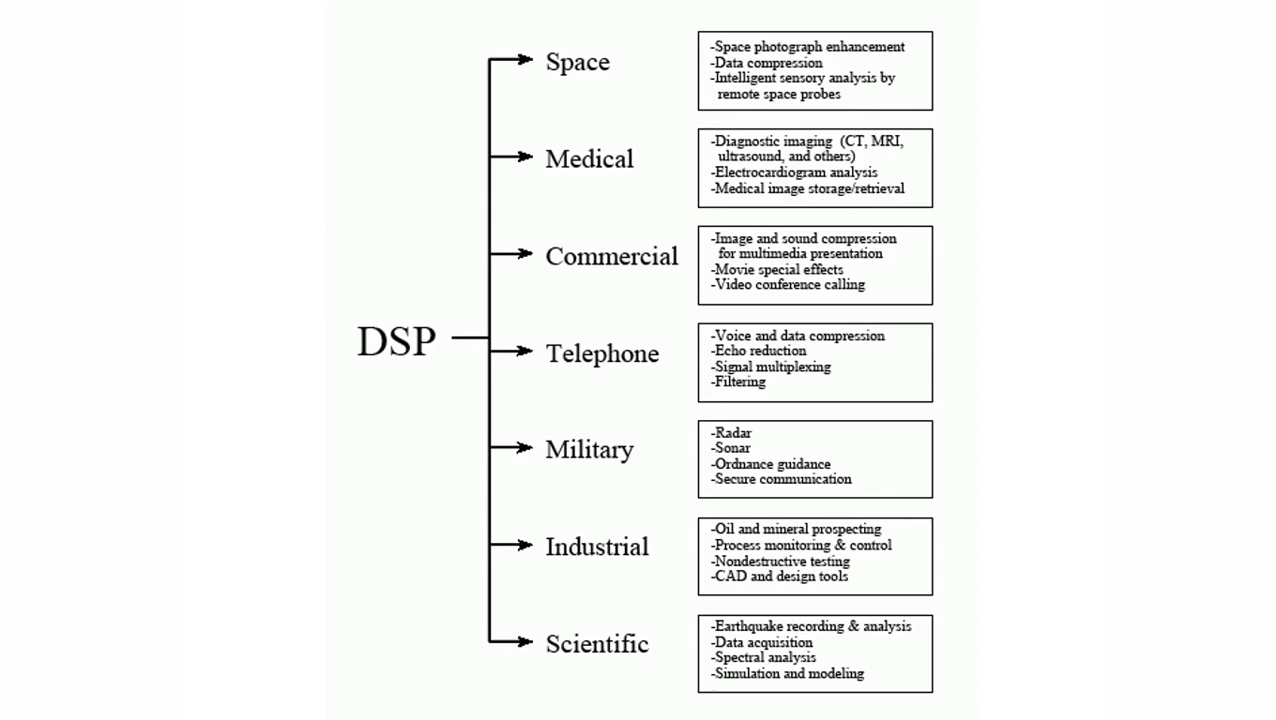 DSP
Space
-Space photograph enhancement
-Data compression
-Intelligent sensory analysis by
remote space probes
Medical
-Diagnostic imaging (CT, MRI,
ultrasound, and others)
-Electrocardiogram analysis
-Medical image storage/retrieval
Commercial
-Image and sound compression
for multimedia presentation
-Movie special effects
-Video conference calling
Telephone
-Voice and data compression
-Echo reduction
-Signal multiplexing
-Filtering
Military
-Radar
-Sonar
-Ordnance guidance
-Secure communication
Industrial
-Oil and mineral prospecting
-Process monitoring & control
-Nondestructive testing
-CAD and design tools
Scientific
-Earthquake recording & analysis
-Data acquisition
-Spectral analysis
-Simulation and modeling